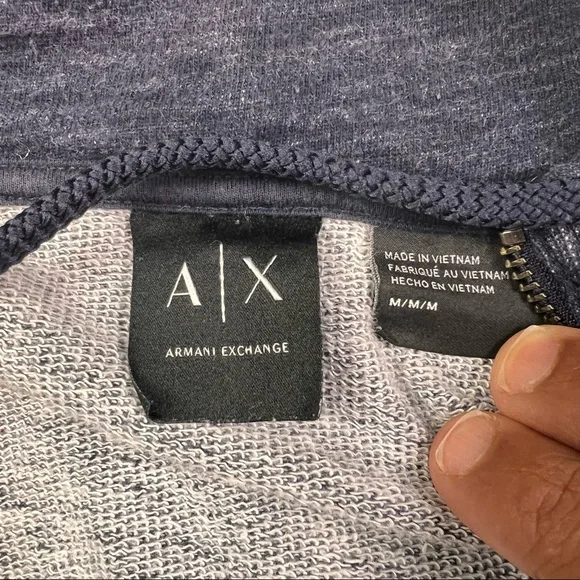 A|X
ARMANI EXCHANGE
MADE IN VIETNAM
FABRIQUÉ AU VIETNAM
HECHO EN VIETNAM
M/M/M